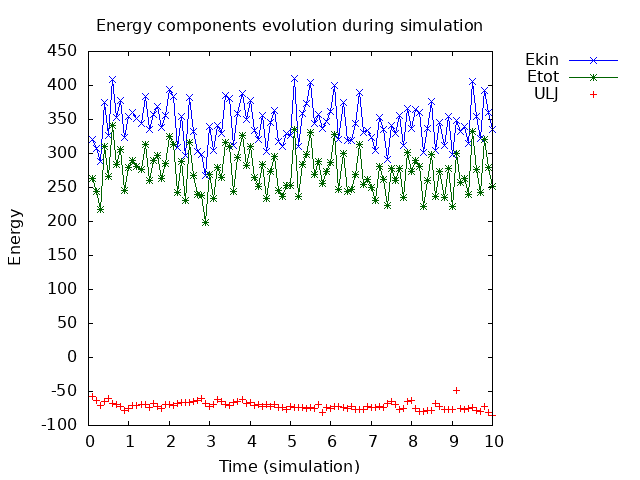 Energy components evolution during simulation
Ekin
Etot
ULJ
450
400
350
300
250
200
150
100
50
0
-50
-100
Energy
0 1 2 3 4 5 6 7 8 9 10
Time (simulation)